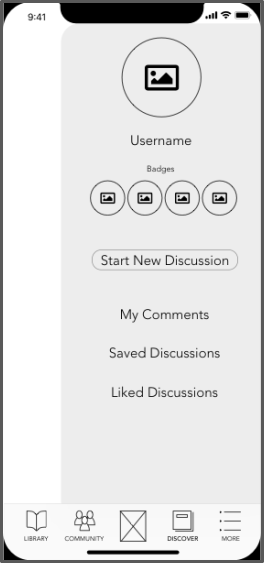 9:41
Username
Badges
Start New Discussion
My Comments
Saved Discussions
Liked Discussions
LIBRARY COMMUNITY DISCOVER MORE